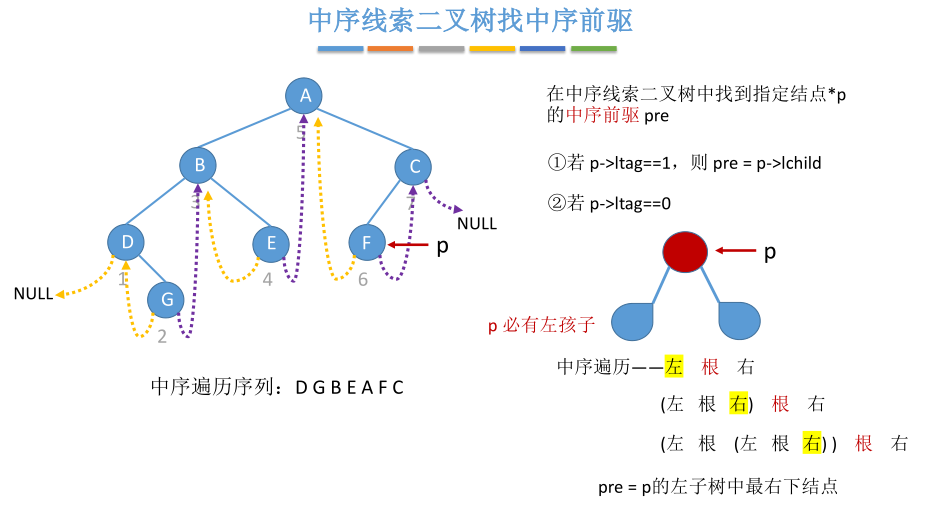 中序线索二叉树找中序前驱
A
5
B
3
C
7
NULL
D
1
E
4
F
6
p
NULL
G
2
中序遍历序列：D G B E A F C
在中序线索二叉树中找到指定结点*p
的中序前驱 pre
①若 p->ltag==1，则 pre = p->lchild
②若 p->ltag==0
p
p 必有左孩子
中序遍历——左 根 右
(左 根 右) 根 右
(左 根 (左 根 右) ) 根 右
pre = p的左子树中最右下结点